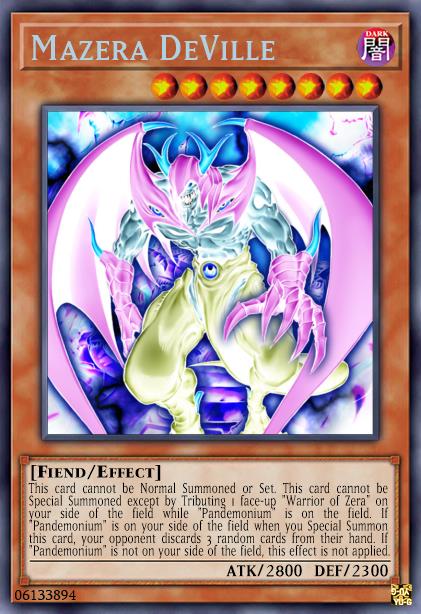 Mazera DeVille
DARK
闇
[Fiend/Effect]
This card cannot be Normal Summoned or Set. This card cannot be
Special Summoned except by Tributing 1 face-up "Warrior of Zera" on
your side of the field while "Pandemonium" is on the field. If
"Pandemonium" is on your side of the field when you Special Summon
this card, your opponent discards 3 random cards from their hand. If
"Pandemonium" is not on your side of the field, this effect is not applied.
ATK/2800 DEF/2300
06133894